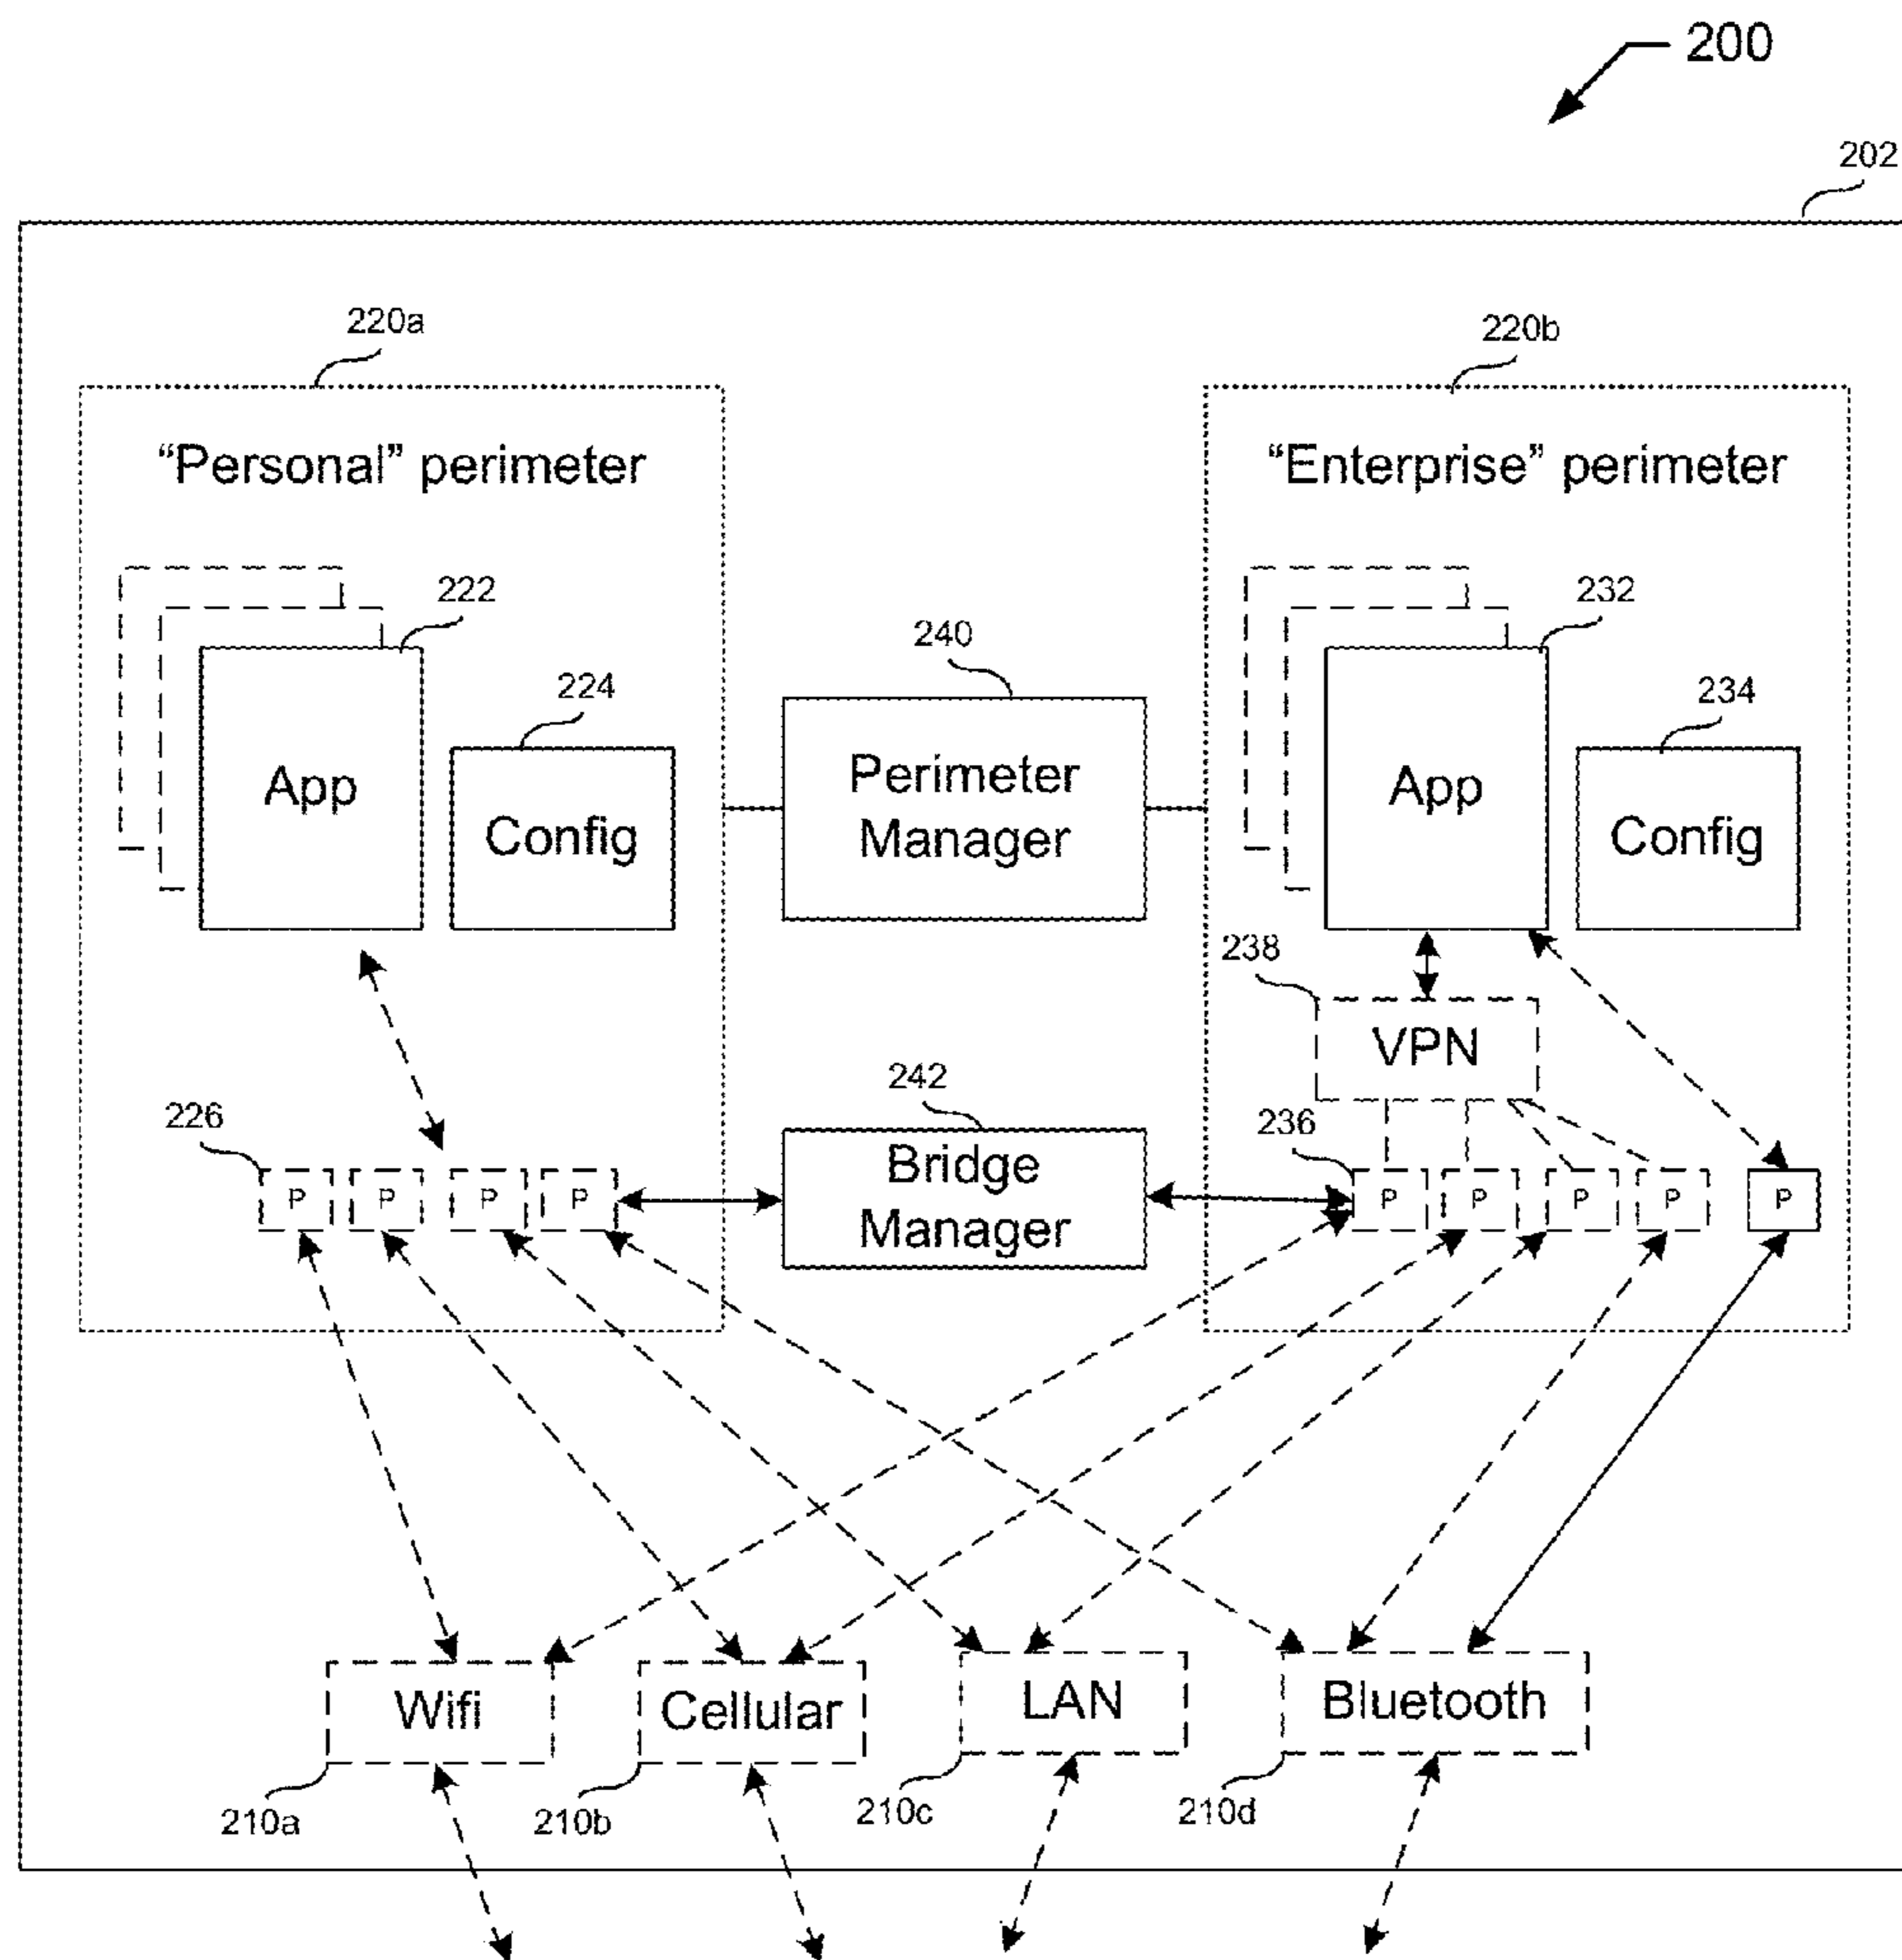 200
202
220a
220b
“Personal” perimeter
“Enterprise” perimeter
222
232
224
240
234
App
Config
Perimeter
Manager
App
Config
238
VPN
226
242
236
P P P P
Bridge
Manager
P P P P P
Wifi
Cellular
LAN
Bluetooth
210a
210b
210c
210d